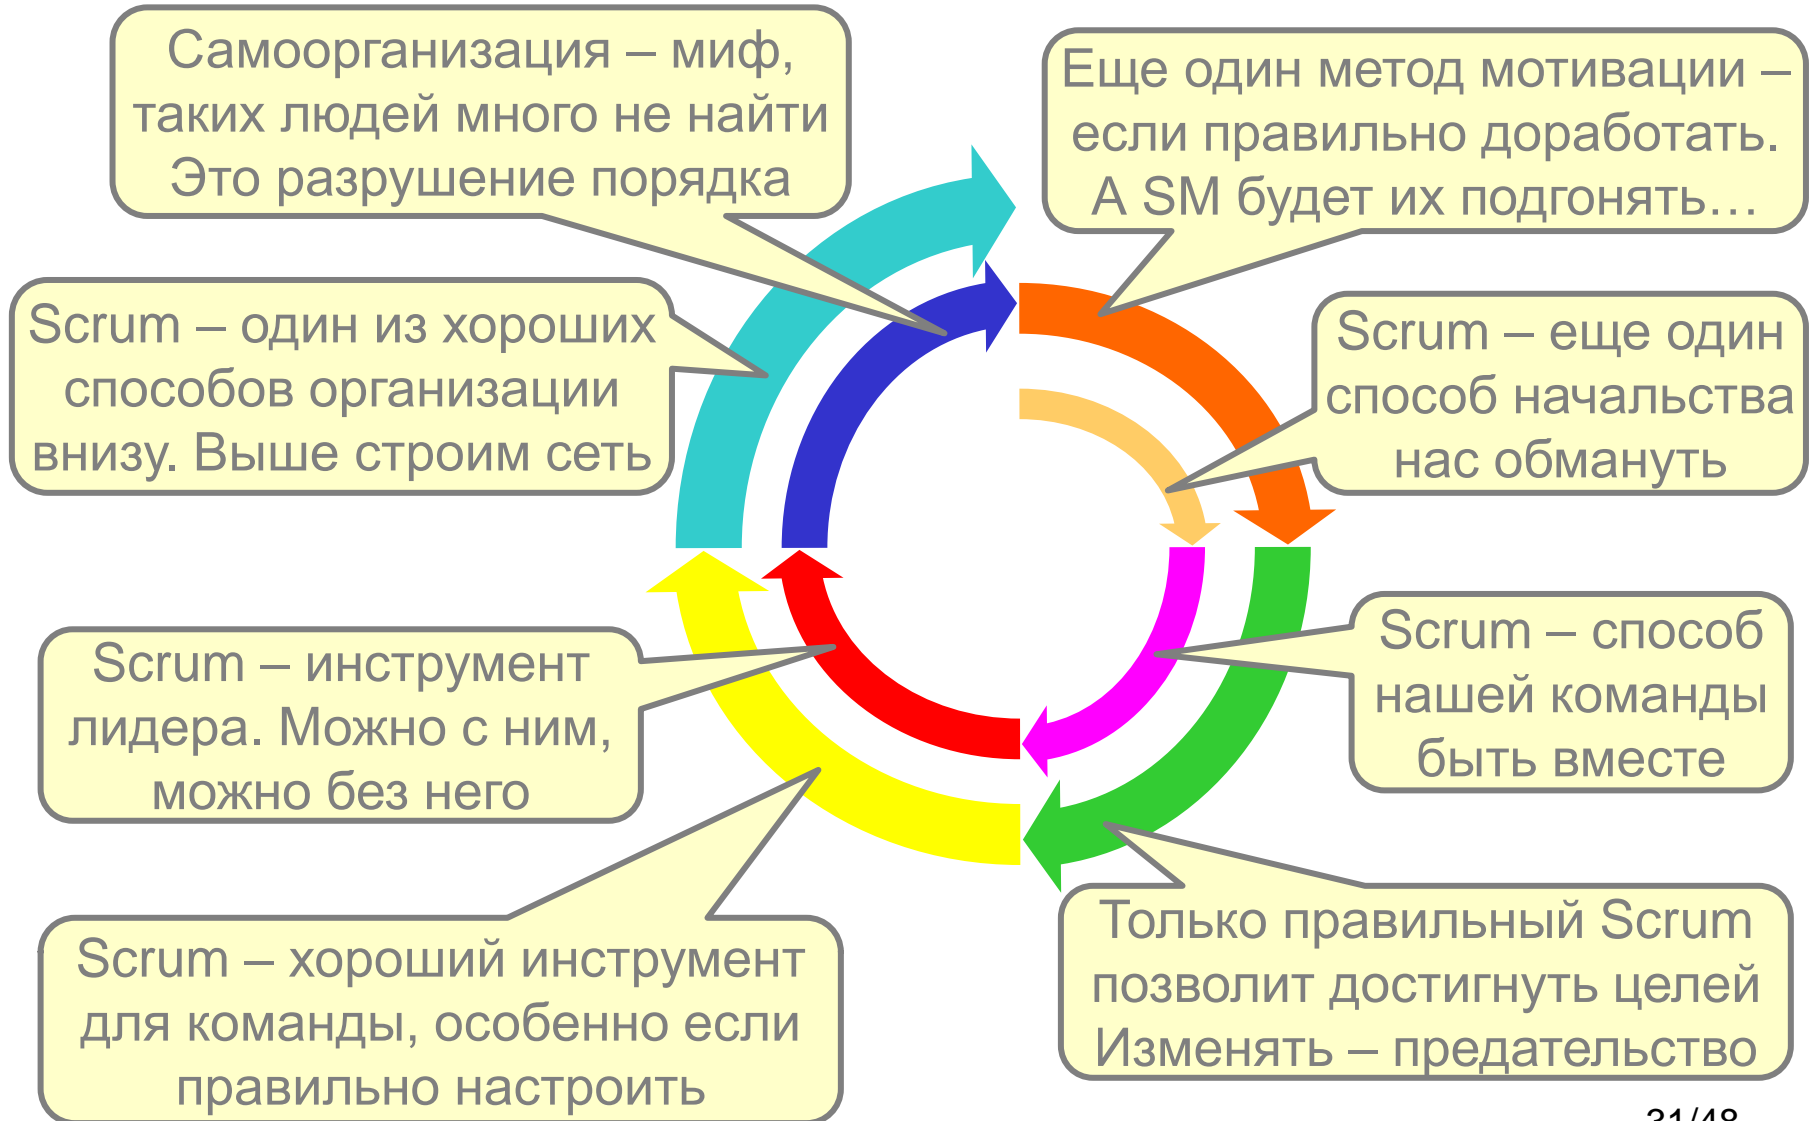 Самоорганизация – миф,
таких людей много не найти
Это разрушение порядка
Еще один метод мотивации –
если правильно доработать.
А SM будет их подгонять…
Scrum – один из хороших
способов организации
внизу. Выше строим сеть
Scrum – еще один
способ начальства
нас обмануть
Scrum – инструмент
лидера. Можно с ним,
можно без него
Scrum – способ
нашей команды
быть вместе
Scrum – хороший инструмент
для команды, особенно если
правильно настроить
Только правильный Scrum
позволит достигнуть целей
Изменять – предательство
31/48